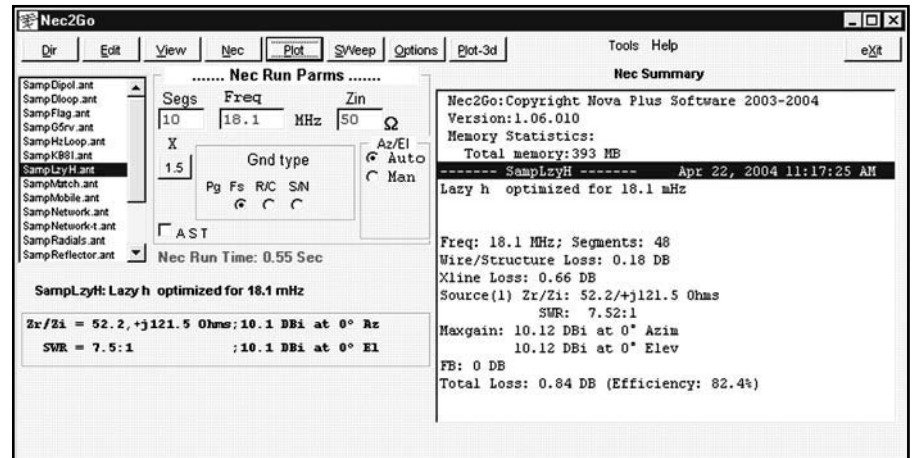 Nec2Go
Dir Edit View Nec Plot SWeep Options Plot-3d Tools Help eXit
SampDipol.ant
SampDloop.ant
SampFlag.ant
SampG5rv.ant
SampHzLoop.ant
SampKB8I.ant
SampLzyH.ant
SampMatch.ant
SampMobile.ant
SampNetwork.ant
SampNetwork-t.ant
SampRadials.ant
SampReflector.ant
....... Nec Run Parms .......
Segs Freq Zin
10 18.1 MHz 50 Ω
X
1.5
Gnd type
Pg Fs R/C S/N
Az/El
Auto
Man
AST
Nec Run Time: 0.55 Sec
SampLzyH: Lazy h optimized for 18.1 mHz
Zr/Zi = 52.2,+j121.5 Ohms;10.1 DBi at 0° Az
SWR = 7.5:1 ;10.1 DBi at 0° El
Nec Summary
Nec2Go:Copyright Nova Plus Software 2003-2004
Version:1.06.010
Memory Statistics:
Total memory:393 MB
------- SampLzyH ------- Apr 22, 2004 11:17:25 AM
Lazy h optimized for 18.1 mHz
Freq: 18.1 MHz; Segments: 48
Wire/Structure Loss: 0.18 DB
Xline Loss: 0.66 DB
Source(1) Zr/Zi: 52.2/+j121.5 Ohms
SWR: 7.52:1
Maxgain: 10.12 DBi at 0° Azim
10.12 DBi at 0° Elev
FB: 0 DB
Total Loss: 0.84 DB (Efficiency: 82.4%)